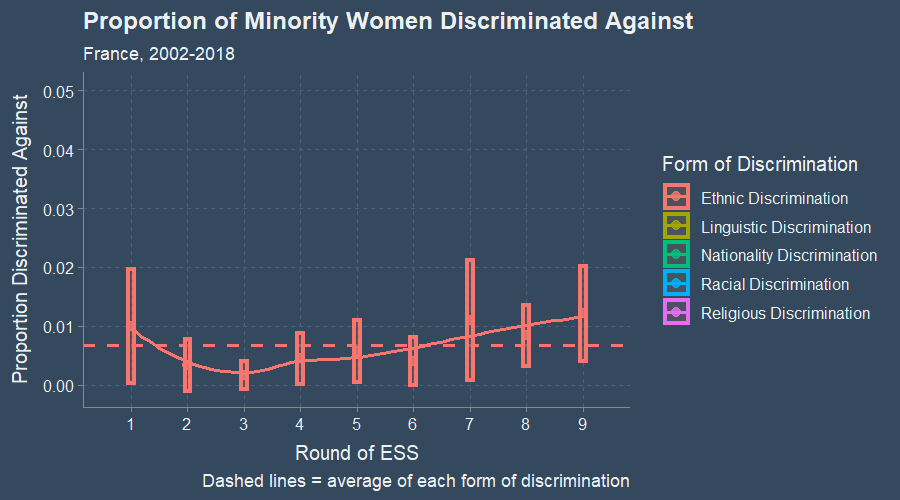 Proportion of Minority Women Discriminated Against
France, 2002-2018
Proportion Discriminated Against
0.05
0.04
0.03
0.02
0.01
0.00
1 2 3 4 5 6 7 8 9
Round of ESS
Dashed lines = average of each form of discrimination
Form of Discrimination
Ethnic Discrimination
Linguistic Discrimination
Nationality Discrimination
Racial Discrimination
Religious Discrimination